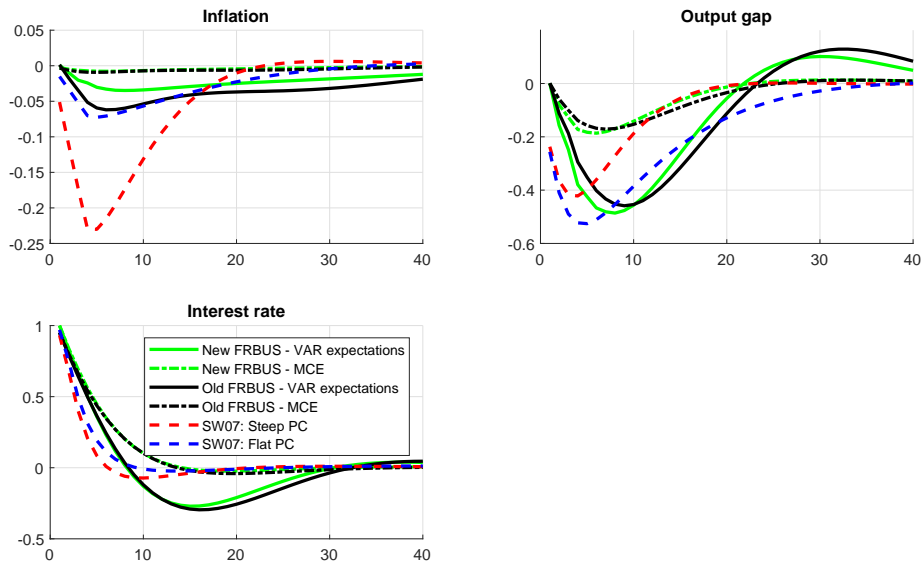 Inflation
0.05
0
-0.05
-0.1
-0.15
-0.2
-0.25
0 10 20 30 40
Output gap
0
-0.2
-0.4
-0.6
0 10 20 30 40
Interest rate
1
0.5
0
-0.5
0 10 20 30 40
New FRBUS - VAR expectations
New FRBUS - MCE
Old FRBUS - VAR expectations
Old FRBUS - MCE
SW07: Steep PC
SW07: Flat PC